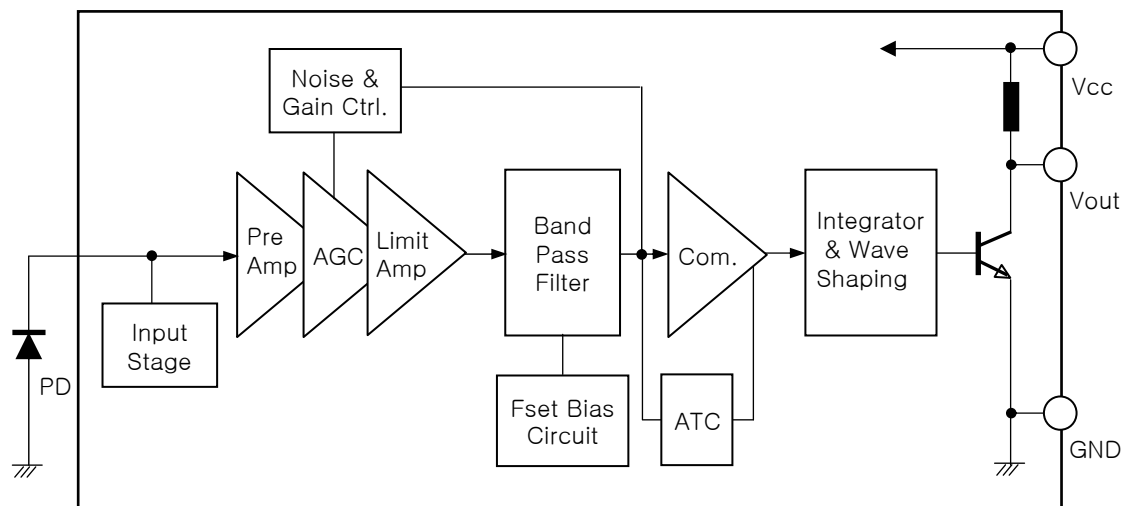 Noise &
Gain Ctrl.
Vcc
Vout
Pre
Amp
AGC
Limit
Amp
Band
Pass
Filter
Com.
Integrator
& Wave
Shaping
Input
Stage
PD
Fset Bias
Circuit
ATC
GND